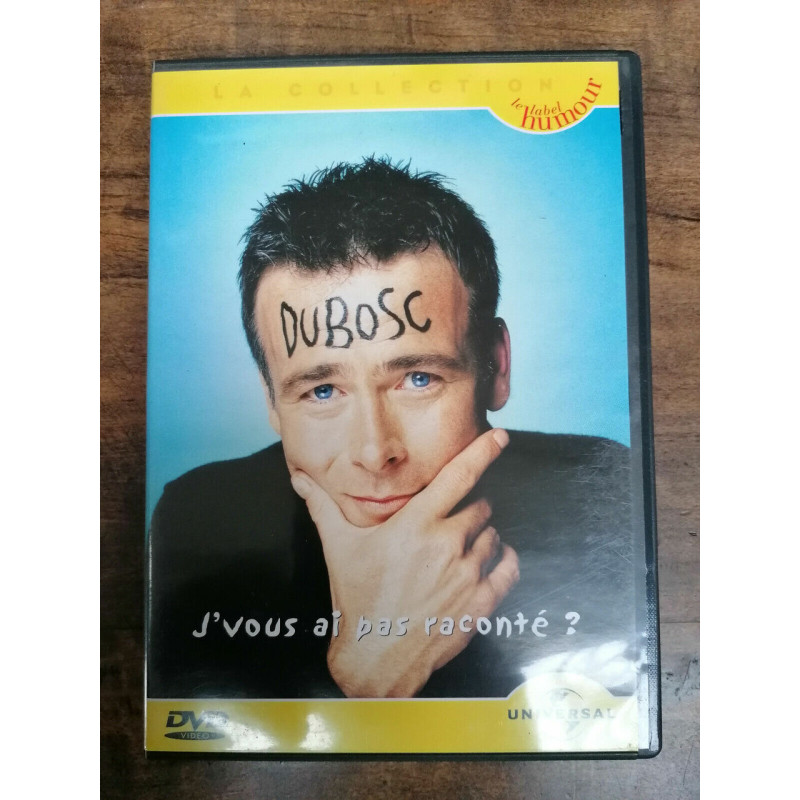 LA COLLECTION
le label
humour
DUBOSC
J'vous ai pas raconté ?
DVD
VIDEO
UNIVERSAL